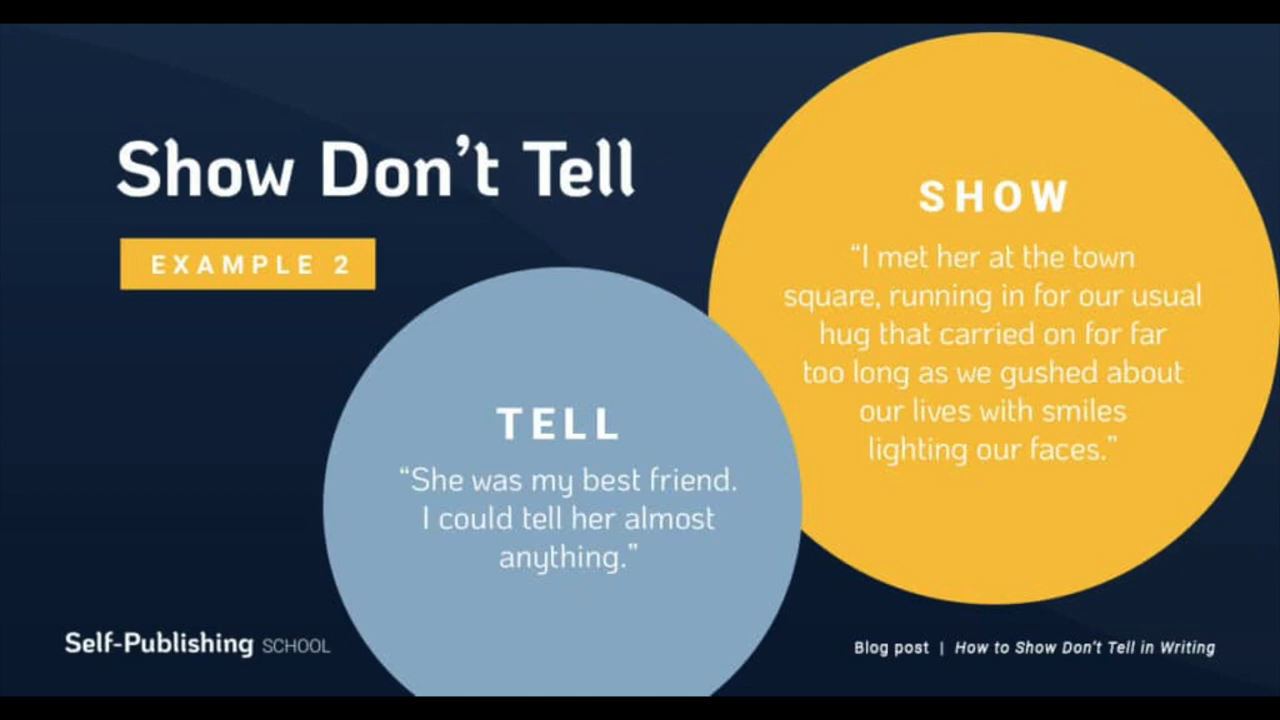 Show Don't Tell
EXAMPLE 2
SHOW
“I met her at the town
square, running in for our usual
hug that carried on for far
too long as we gushed about
our lives with smiles
lighting our faces.”
TELL
“She was my best friend.
I could tell her almost
anything.”
Self-Publishing SCHOOL
Blog post | How to Show Don't Tell in Writing